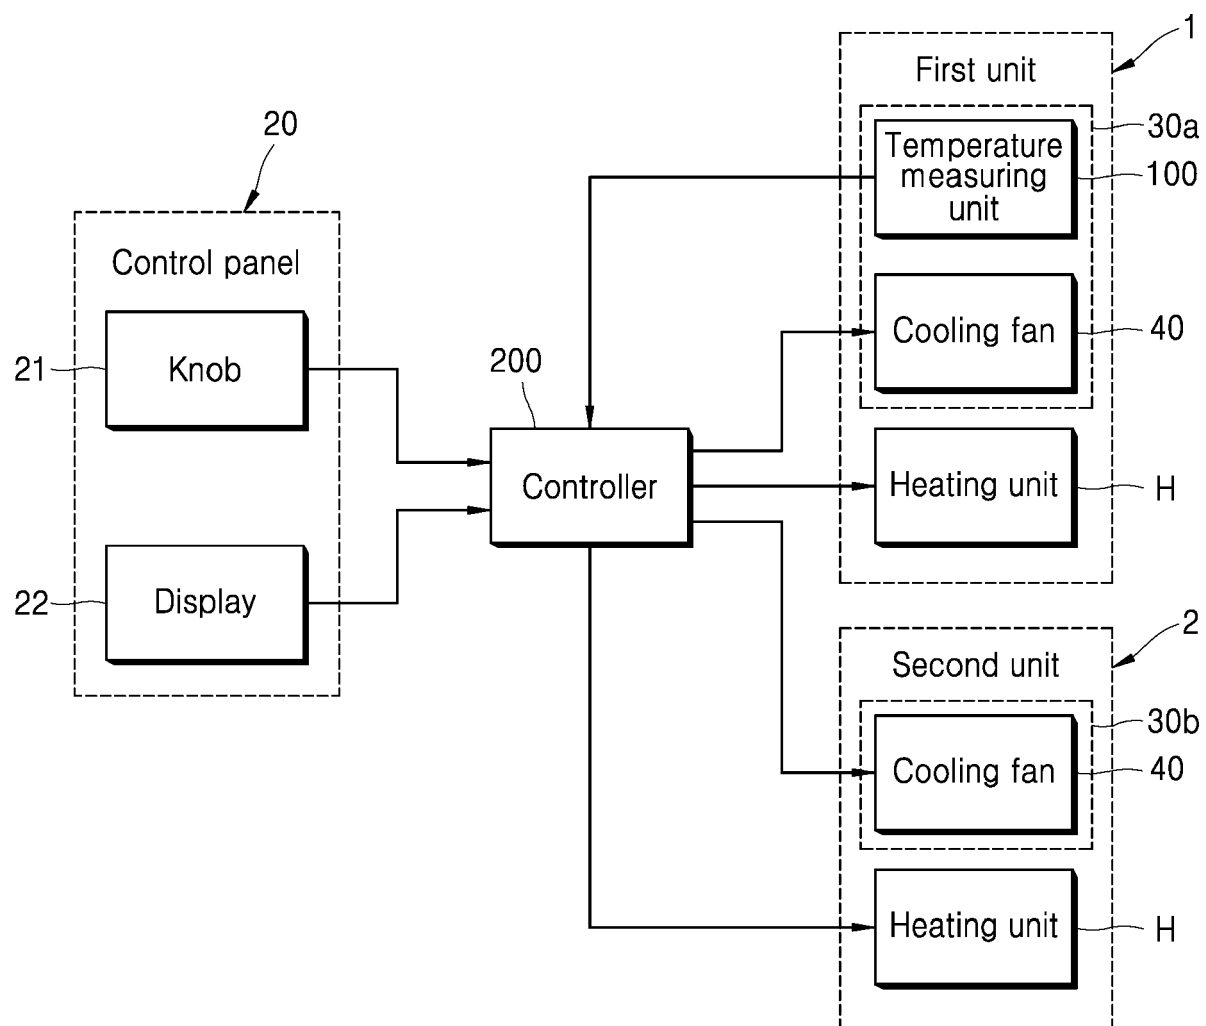 1
First unit
30a
Temperature
measuring
unit
100
Cooling fan
40
Heating unit
H
20
Control panel
21
Knob
22
Display
200
Controller
2
Second unit
30b
Cooling fan
40
Heating unit
H